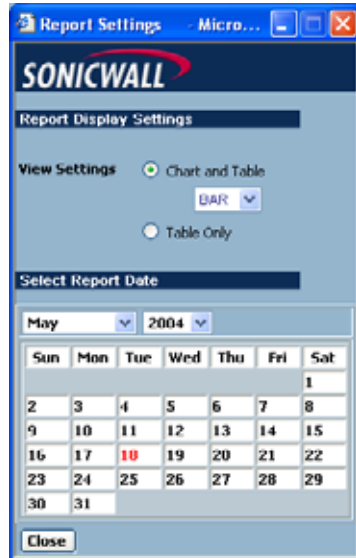 Report Settings - Micro...
SONICWALL
Report Display Settings
View Settings Chart and Table
BAR
Table Only
Select Report Date
May 2004
Sun Mon Tue Wed Thu Fri Sat
1
2 3 4 5 6 7 8
9 10 11 12 13 14 15
16 17 18 19 20 21 22
23 24 25 26 27 28 29
30 31
Close